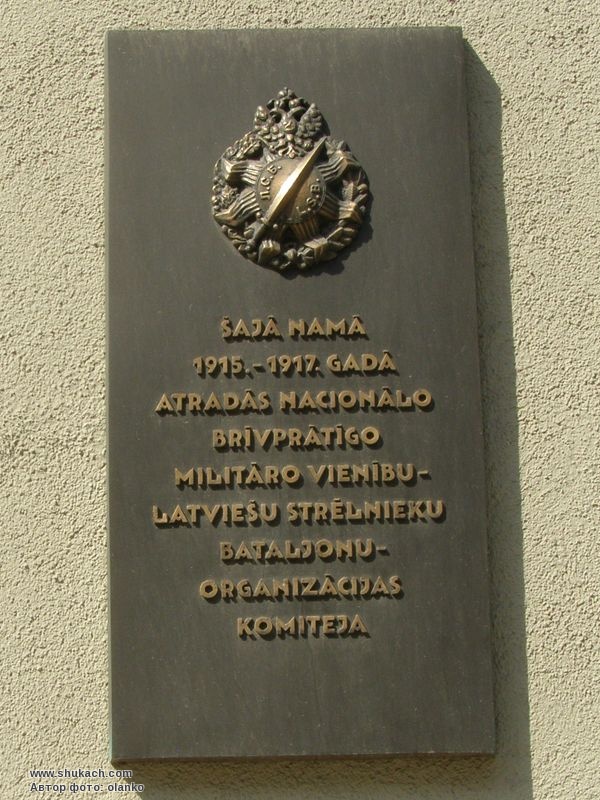 ŠAJĀ NAMĀ
1915.-1917. GADĀ
ATRADĀS NACIONĀLO
BRĪVPRĀTĪGO
MILITĀRO VIENĪBU-
LATVIEŠU STRĒLNIEKU
BATALJONU-
ORGANIZĀCIJAS
KOMITEJA
www.shukach.com
Автор фото: olanko